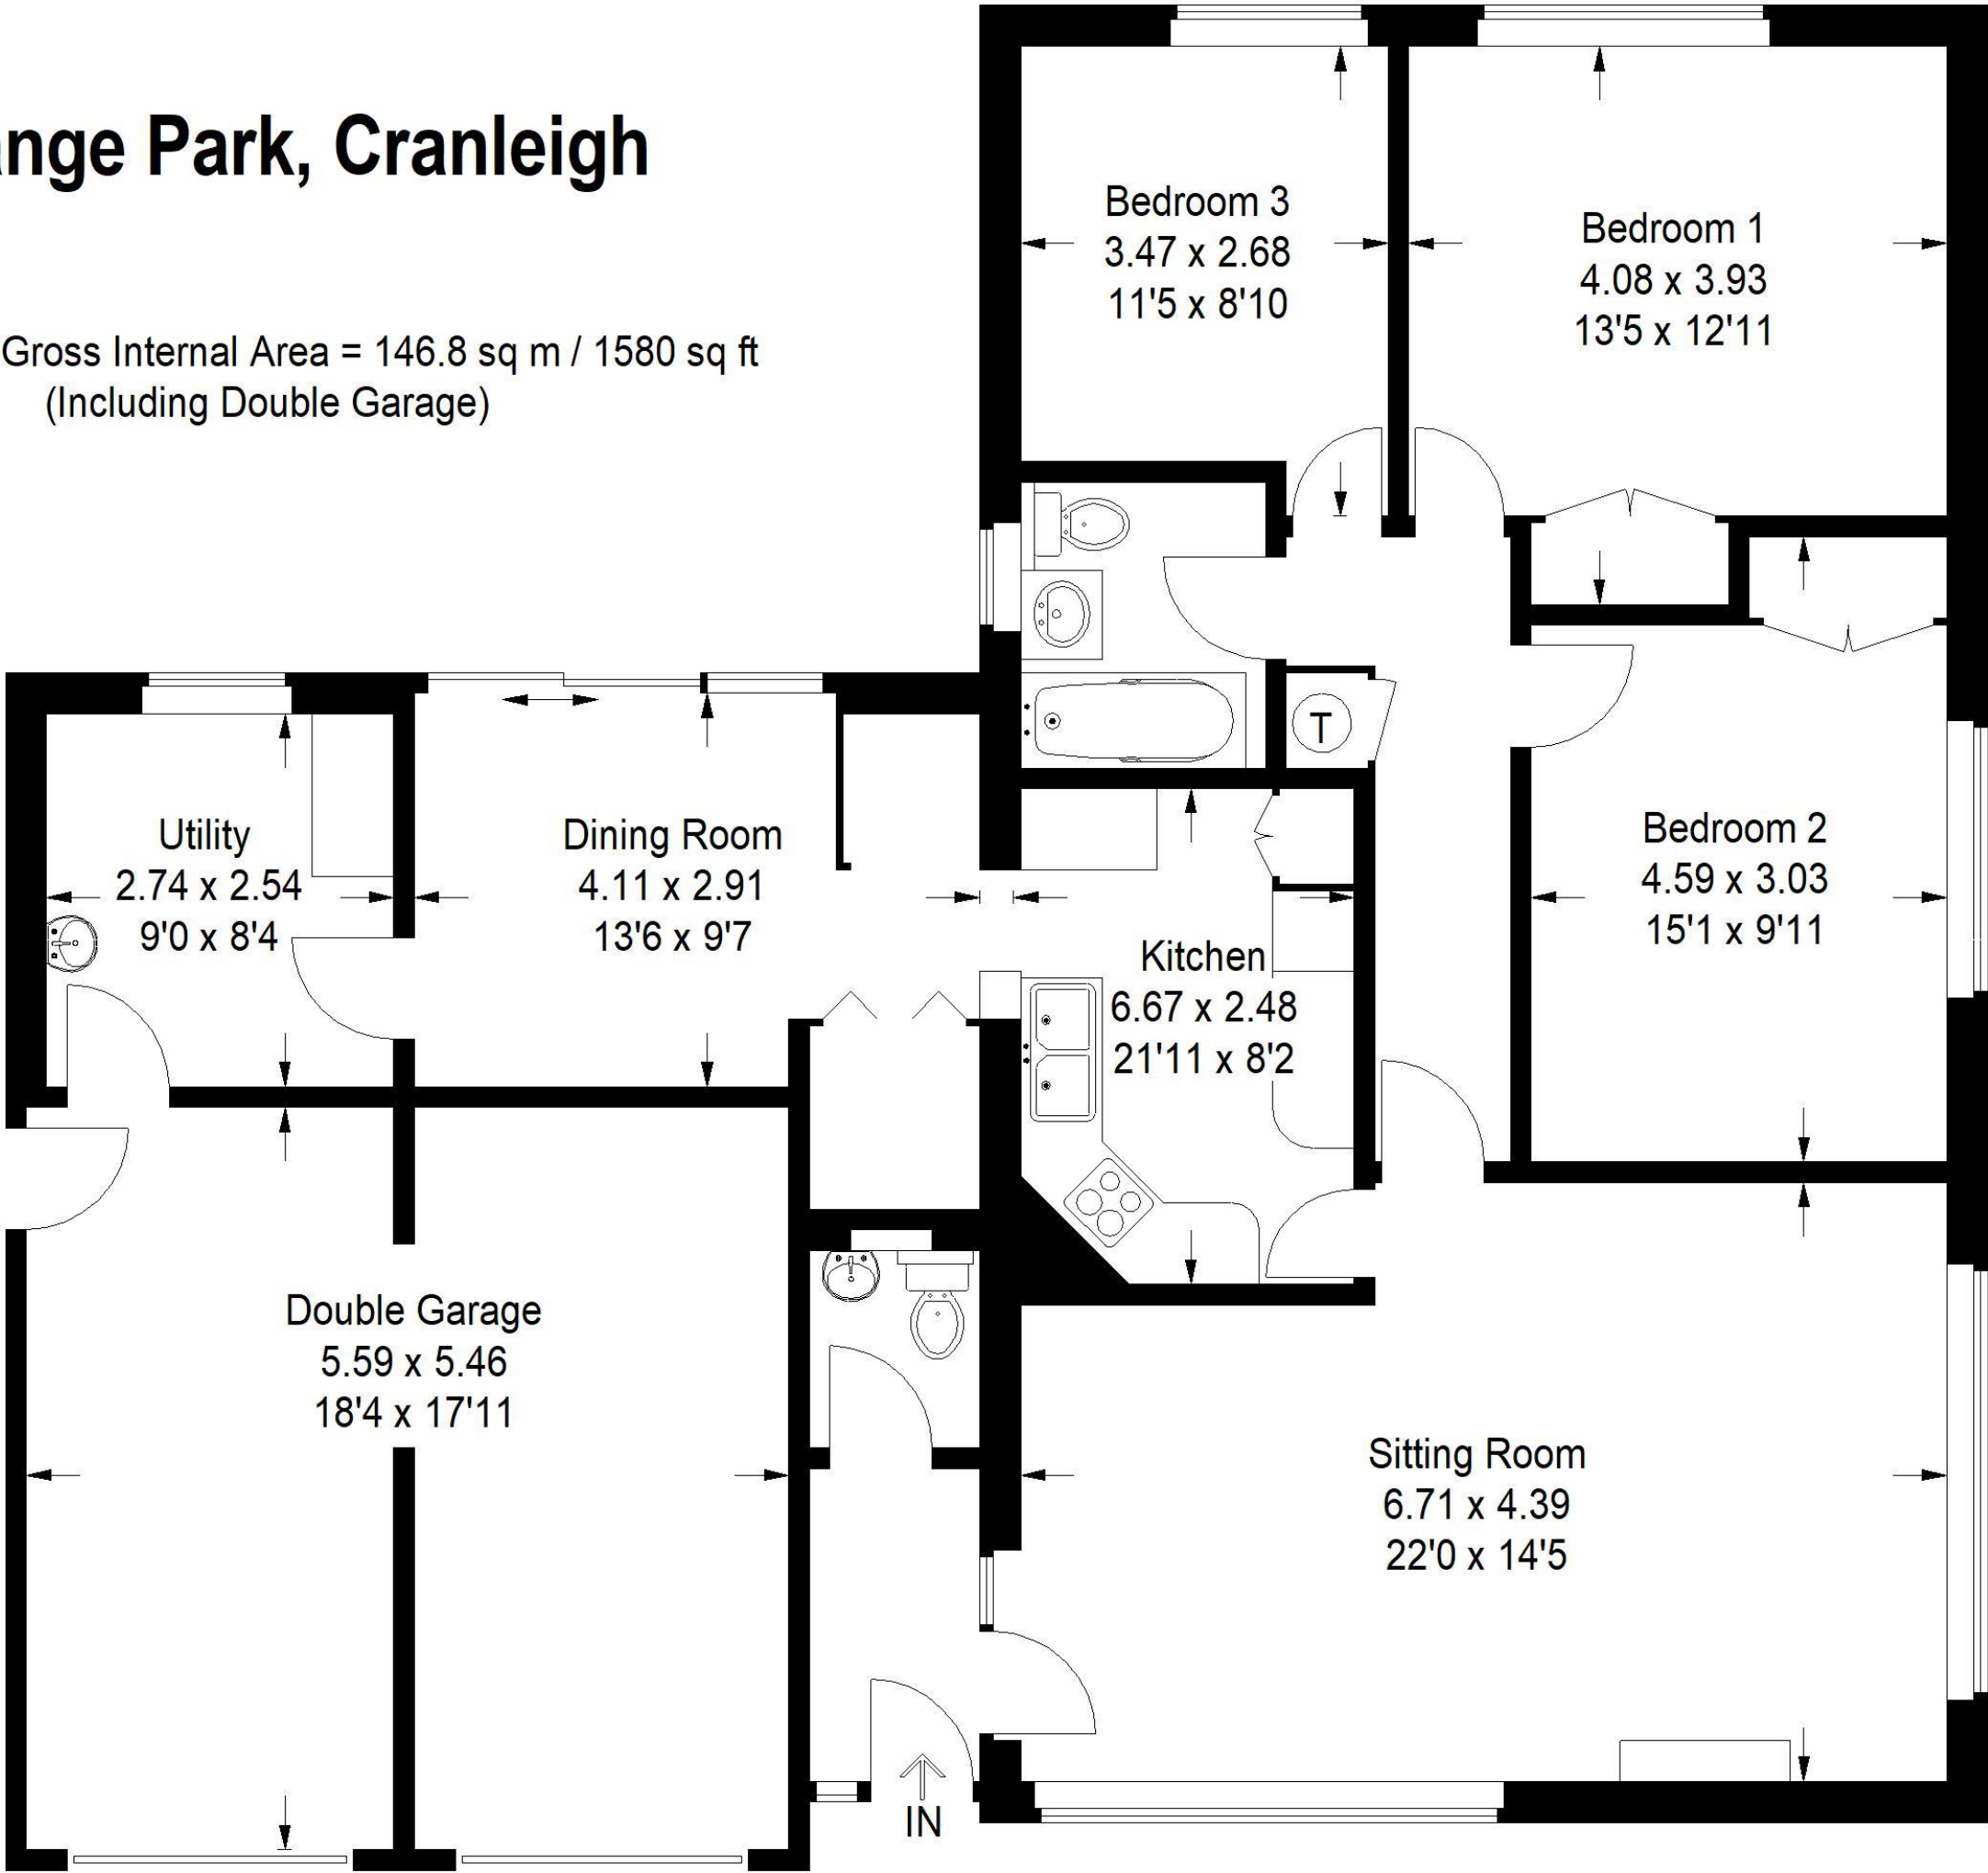 ange Park, Cranleigh
Gross Internal Area = 146.8 sq m / 1580 sq ft
(Including Double Garage)
Bedroom 3
3.47 x 2.68
11'5 x 8'10
Bedroom 1
4.08 x 3.93
13'5 x 12'11
T
Utility
2.74 x 2.54
9'0 x 8'4
Dining Room
4.11 x 2.91
13'6 x 9'7
Kitchen
6.67 x 2.48
21'11 x 8'2
Bedroom 2
4.59 x 3.03
15'1 x 9'11
Double Garage
5.59 x 5.46
18'4 x 17'11
Sitting Room
6.71 x 4.39
22'0 x 14'5
IN